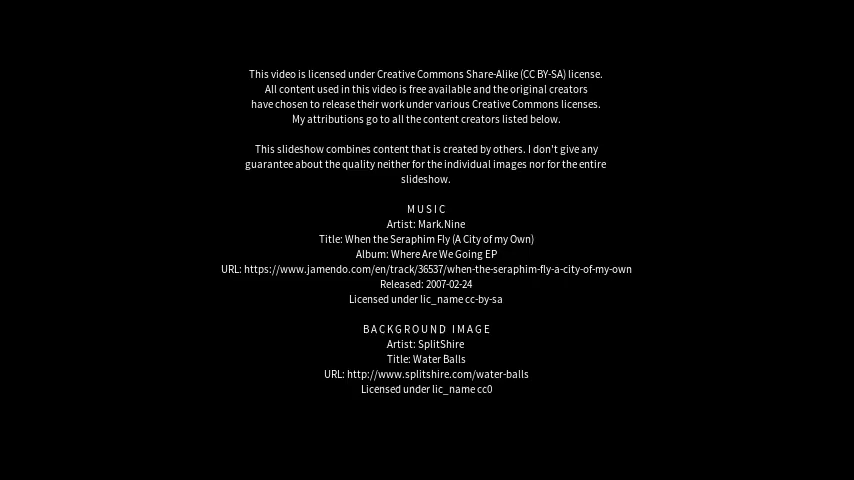 This video is licensed under Creative Commons Share-Alike (CC BY-SA) license.
All content used in this video is free available and the original creators
have chosen to release their work under various Creative Commons licenses.
My attributions go to all the content creators listed below.
This slideshow combines content that is created by others. I don't give any
guarantee about the quality neither for the individual images nor for the entire
slideshow.
MUSIC
Artist: Mark.Nine
Title: When the Seraphim Fly (A City of my Own)
Album: Where Are We Going EP
URL: https://www.jamendo.com/en/track/36537/when-the-seraphim-fly-a-city-of-my-own
Released: 2007-02-24
Licensed under lic_name cc-by-sa
BACKGROUND IMAGE
Artist: SplitShire
Title: Water Balls
URL: http://www.splitshire.com/water-balls
Licensed under lic_name cc0